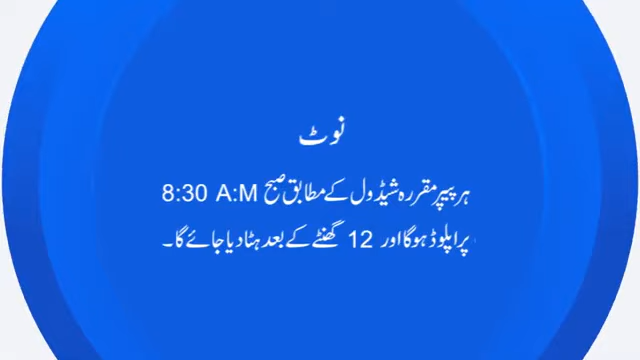 نوٹ
ہر پیپر مقررہ شیڈول کے مطابق صبح 8:30 A:M
پر اپلوڈ ہوگا اور 12 گھنٹے کے بعد ہٹا دیا جائے گا۔